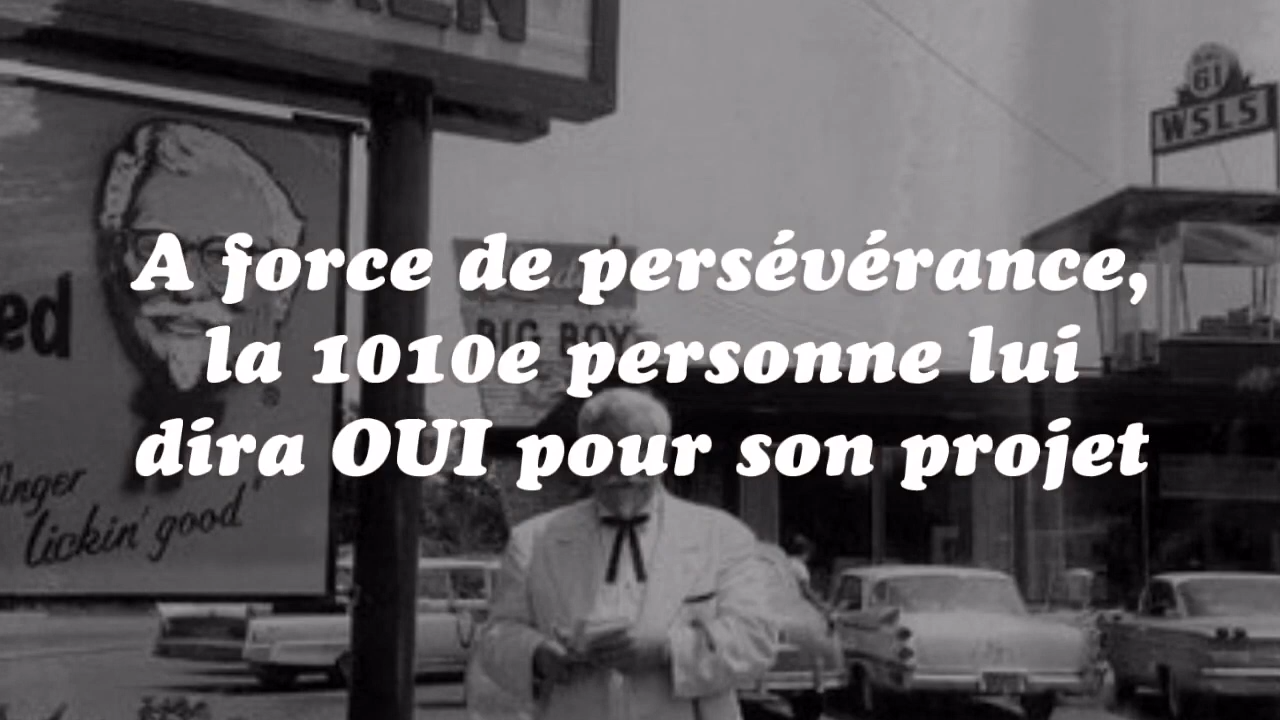 KEN
61
WSLS
ed
BIG BOY
A force de persévérance,
la 1010e personne lui
dira OUI pour son projet
finger
lickin' good"